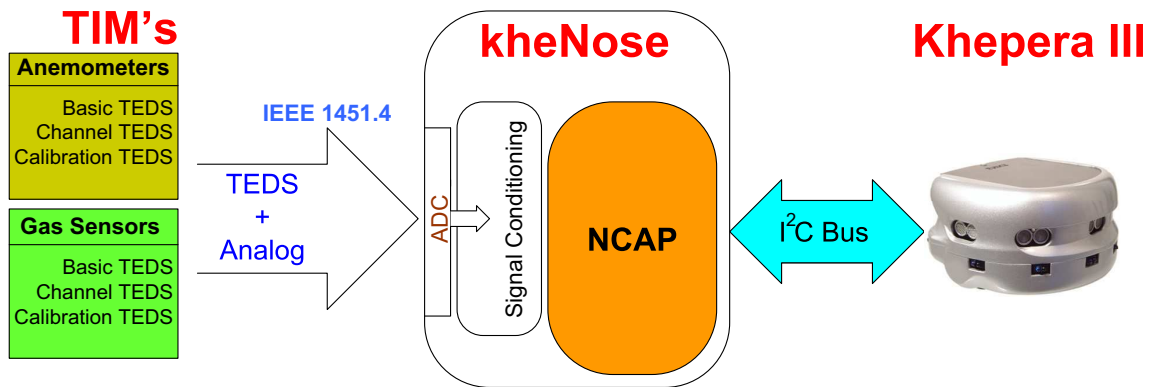 TIM's
Anemometers
Basic TEDS
Channel TEDS
Calibration TEDS
Gas Sensors
Basic TEDS
Channel TEDS
Calibration TEDS
IEEE 1451.4
TEDS
+
Analog
kheNose
ADC
Signal Conditioning
NCAP
I²C Bus
Khepera III